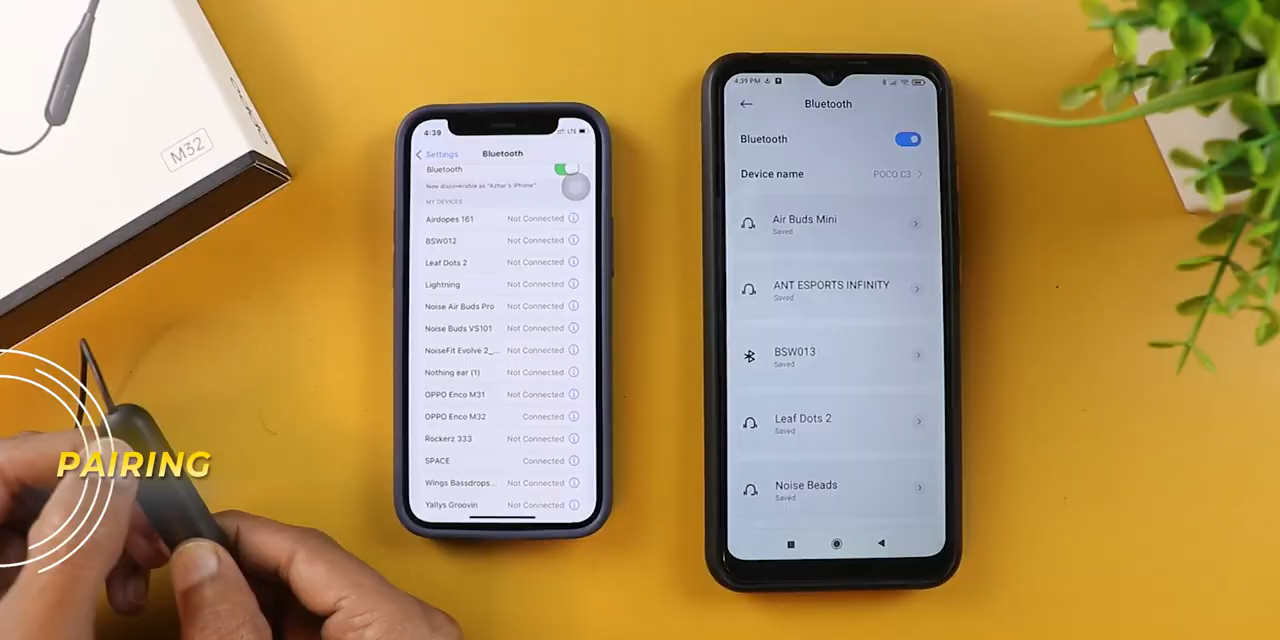 M32
4:39
LTE
Settings
Bluetooth
Bluetooth
Now discoverable as "Azhar's iPhone"
MY DEVICES
Airdopes 161 Not Connected
BSW012 Not Connected
Leaf Dots 2 Not Connected
Lightning Not Connected
Noise Air Buds Pro Not Connected
Noise Buds VS101 Not Connected
NoiseFit Evolve 2_... Not Connected
Nothing ear (1) Not Connected
OPPO Enco M31 Not Connected
OPPO Enco M32 Connected
Rockerz 333 Not Connected
SPACE Connected
Wings Bassdrops... Not Connected
Yallys Groovin Not Connected
4:39 PM
Bluetooth
Bluetooth
Device name POCO C3
Air Buds Mini
Saved
ANT ESPORTS INFINITY
Saved
BSW013
Saved
Leaf Dots 2
Saved
Noise Beads
Saved
PAIRING